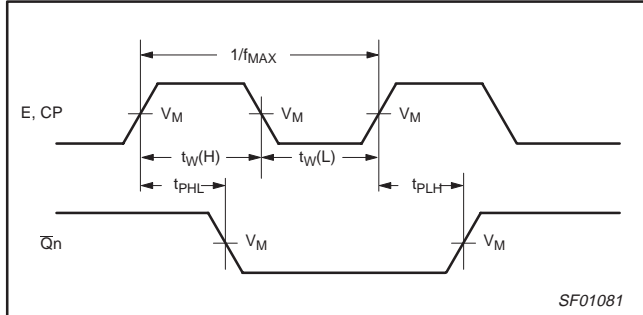 1/fMAX
E, CP
VM VM VM
tW(H) tW(L)
tPHL tPLH
Q̅n
VM VM
SF01081